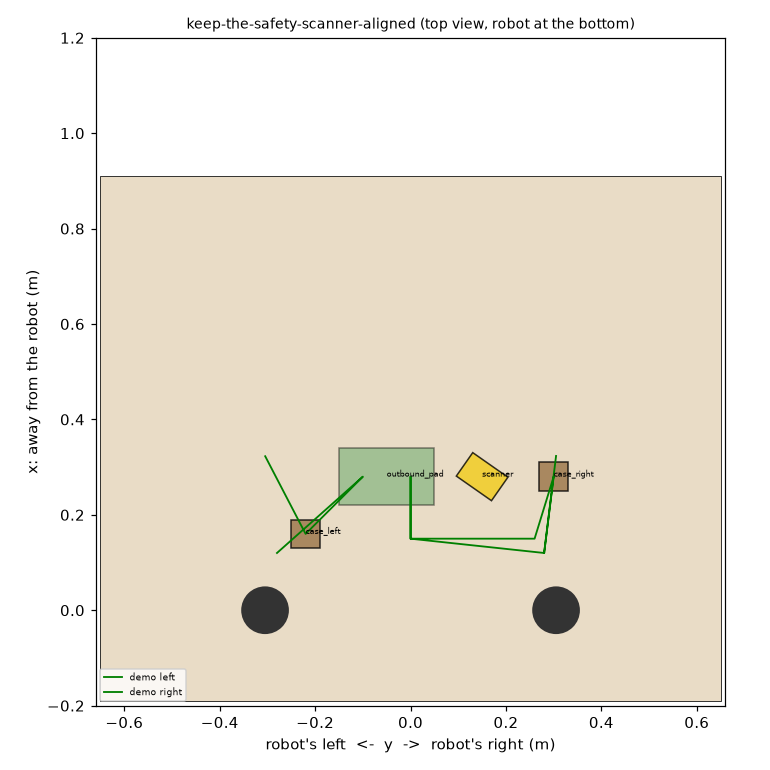 keep-the-safety-scanner-aligned (top view, robot at the bottom)
1.2
1.0
0.8
0.6
0.4
0.2
0.0
−0.2
x: away from the robot (m)
outbound_pad
scanner
case_right
case_left
demo left
demo right
−0.6
−0.4
−0.2
0.0
0.2
0.4
0.6
robot's left <- y -> robot's right (m)